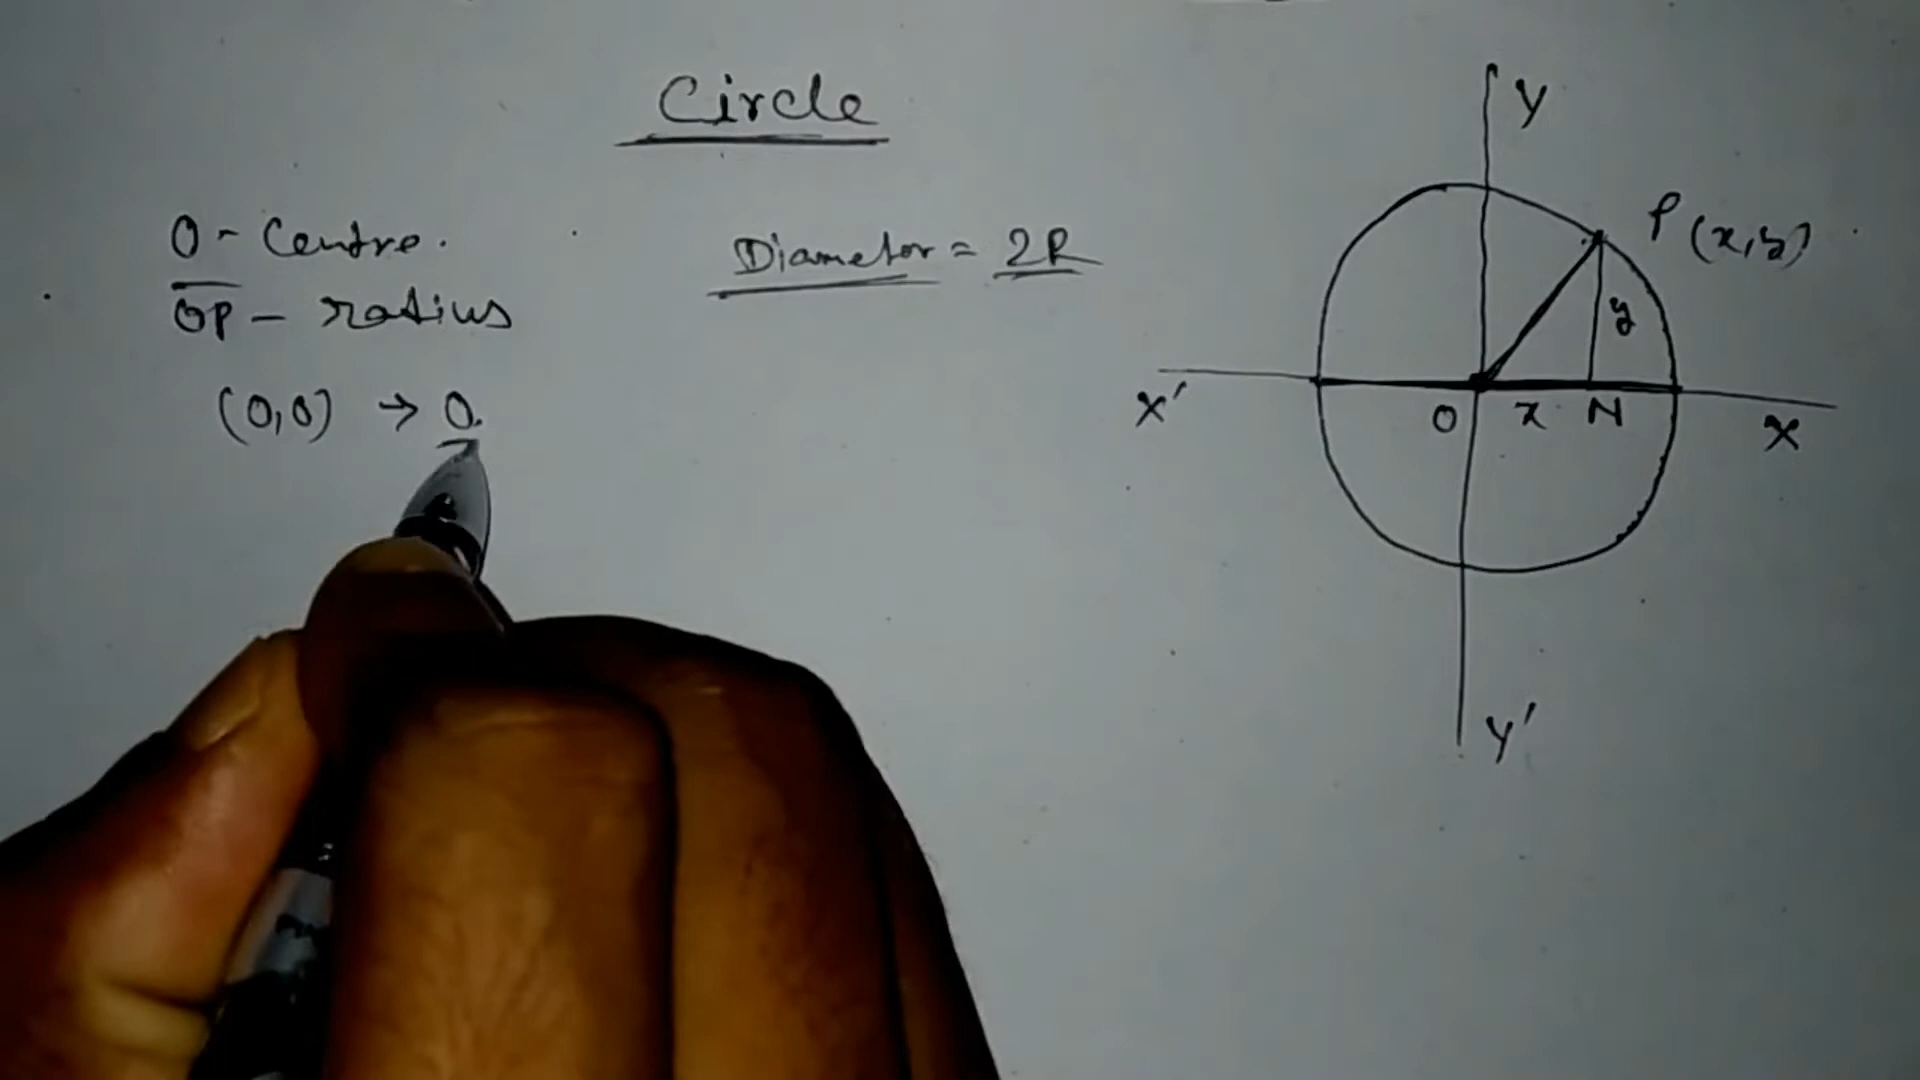 Circle
O - Centre.
OP - radius
(0,0) → O.
Diameter = 2R
Y
P (x,y)
y
X'
O x N
X
Y'